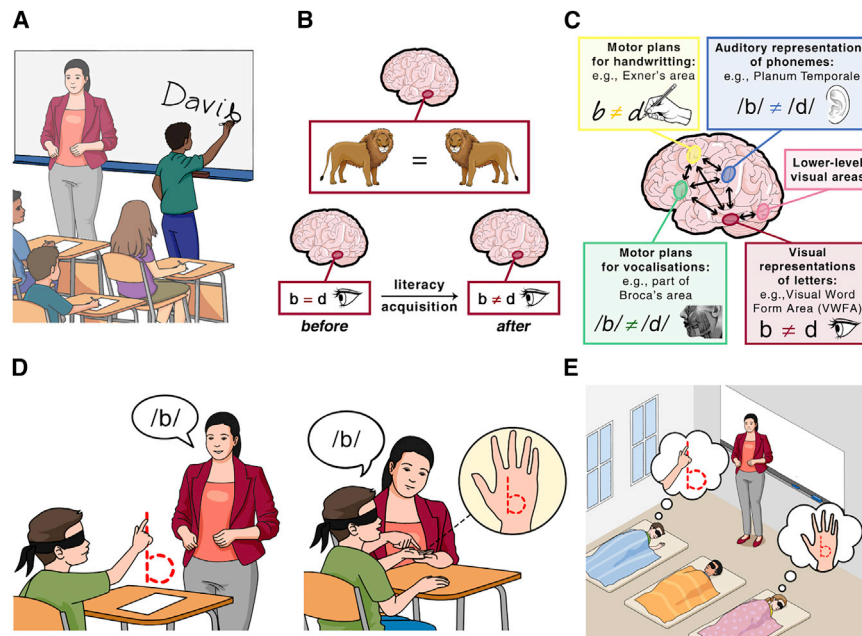 A
Davib
B
=
b = d
before
literacy
acquisition
b ≠ d
after
C
Motor plans
for handwritting:
e.g., Exner's area
b ≠ d
Auditory representation
of phonemes:
e.g., Planum Temporale
/b/ ≠ /d/
Lower-level
visual areas
Motor plans
for vocalisations:
e.g., part of
Broca's area
/b/ ≠ /d/
Visual
representations
of letters:
e.g.,Visual Word
Form Area (VWFA)
b ≠ d
D
/b/
b
/b/
b
E
b
b